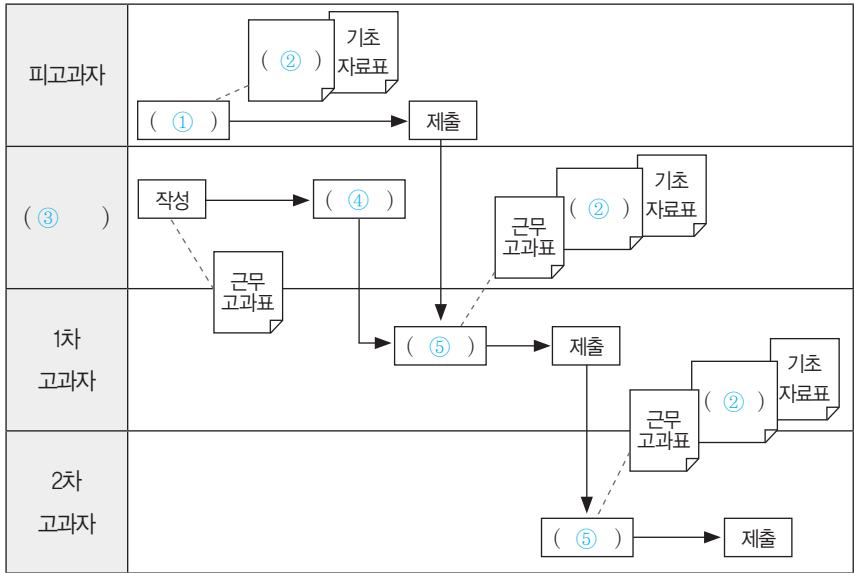 피고과자
( ② )
기초
자료표
( ① )
제출
( ③ )
작성
( ④ )
근무
고과표
( ② )
기초
자료표
근무
고과표
1차
고과자
( ⑤ )
제출
근무
고과표
( ② )
기초
자료표
2차
고과자
( ⑤ )
제출